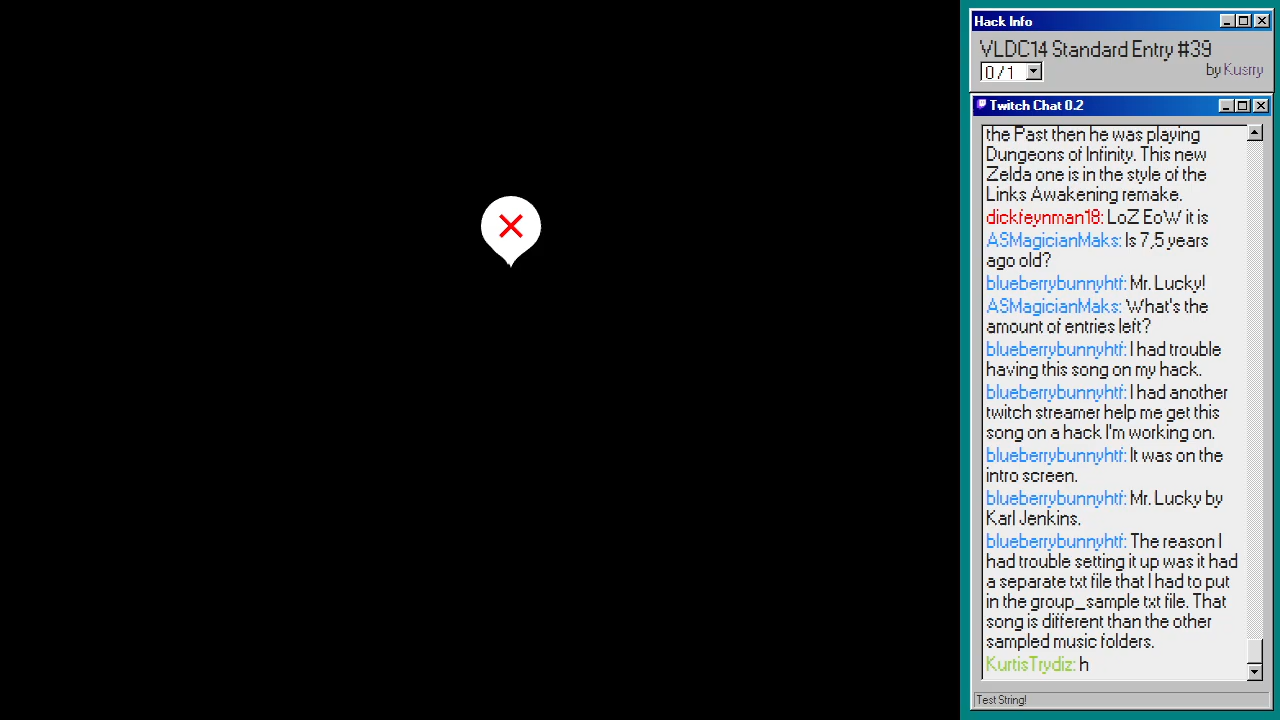 Hack Info
VLDC14 Standard Entry #39
0/1
by Kusrry
Twitch Chat 0.2
the Past then he was playing
Dungeons of Infinity. This new
Zelda one is in the style of the
Links Awakening remake.
dickfeynman18: LoZ EoW it is
ASMagicianMaks: Is 7,5 years
ago old?
blueberrybunnyhtf: Mr. Lucky!
ASMagicianMaks: What's the
amount of entries left?
blueberrybunnyhtf: I had trouble
having this song on my hack.
blueberrybunnyhtf: I had another
twitch streamer help me get this
song on a hack I'm working on.
blueberrybunnyhtf: It was on the
intro screen.
blueberrybunnyhtf: Mr. Lucky by
Karl Jenkins.
blueberrybunnyhtf: The reason I
had trouble setting it up was it had
a separate txt file that I had to put
in the group_sample txt file. That
song is different than the other
sampled music folders.
KurtisTrydiz: h
Test String!